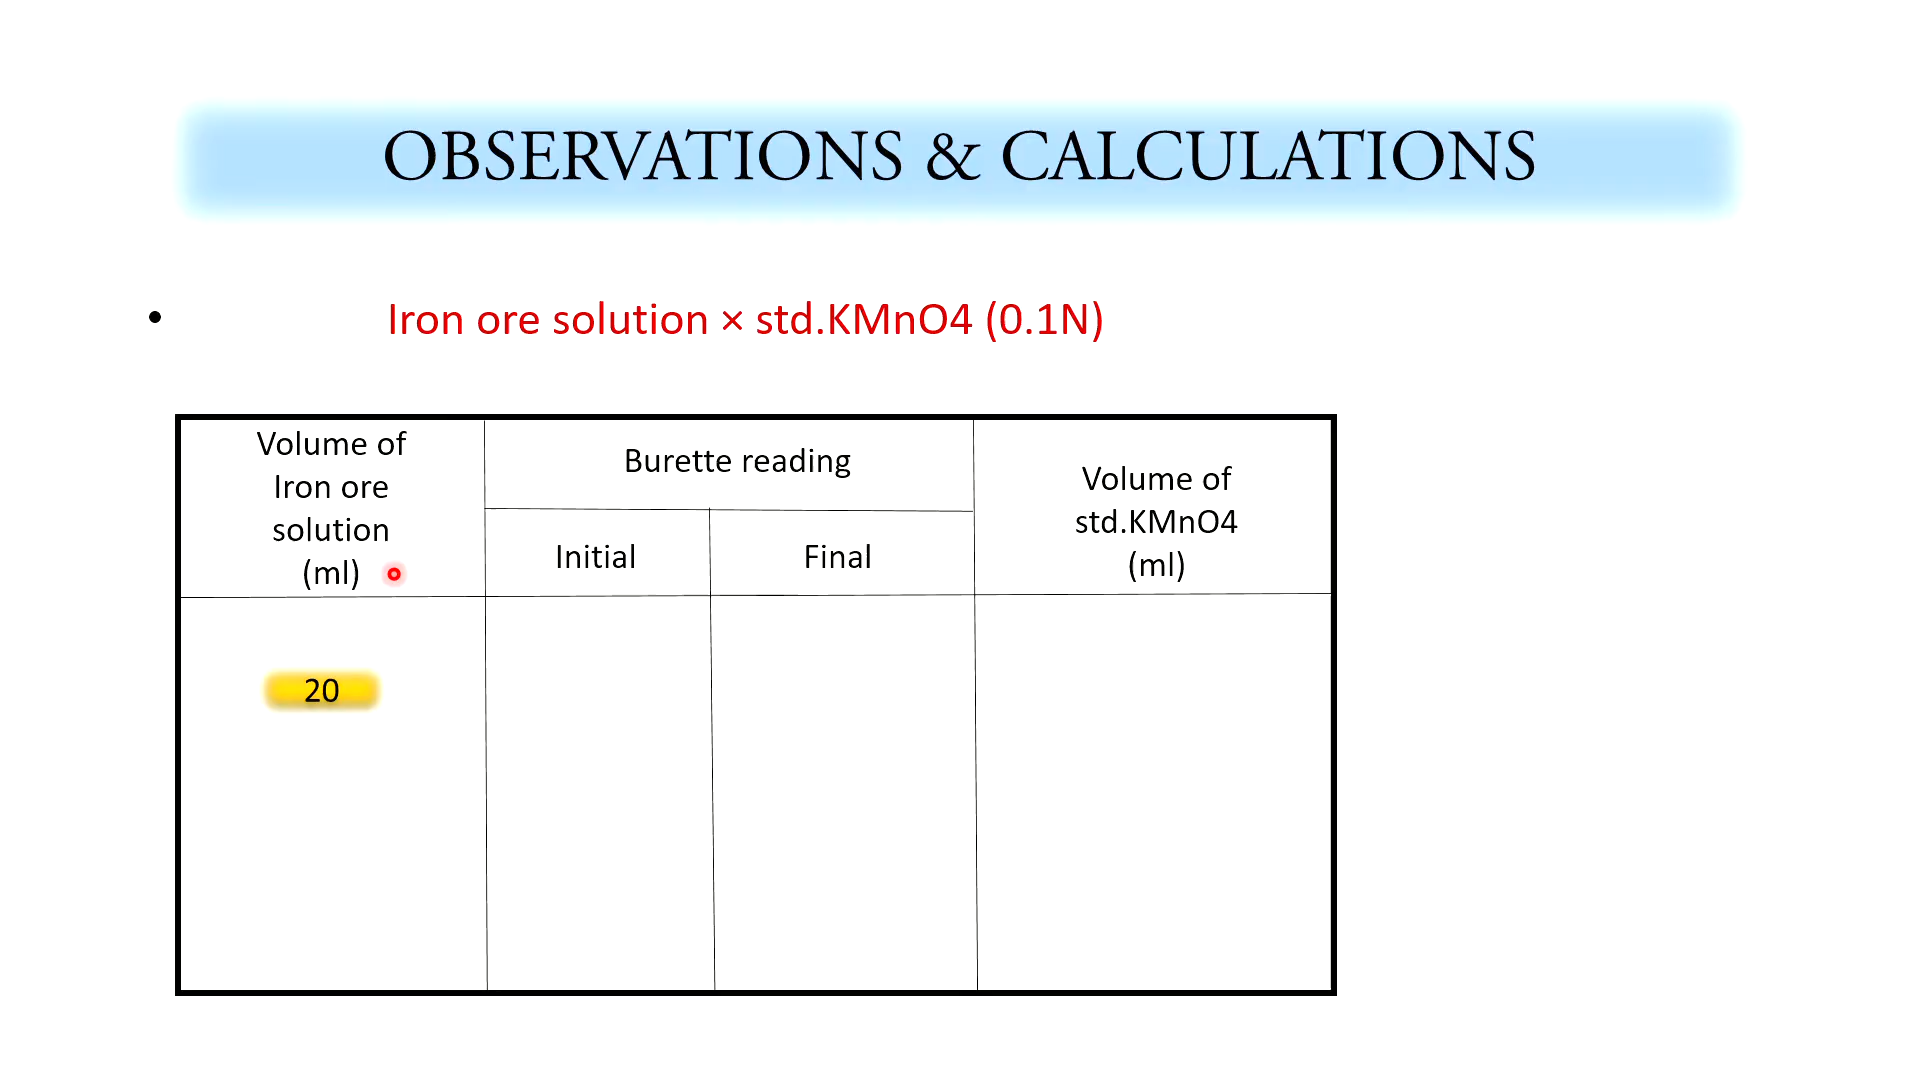 OBSERVATIONS & CALCULATIONS
• Iron ore solution × std.KMnO4 (0.1N)
Volume of
Iron ore
solution
(ml)
Burette reading
Initial
Final
Volume of
std.KMnO4
(ml)
20